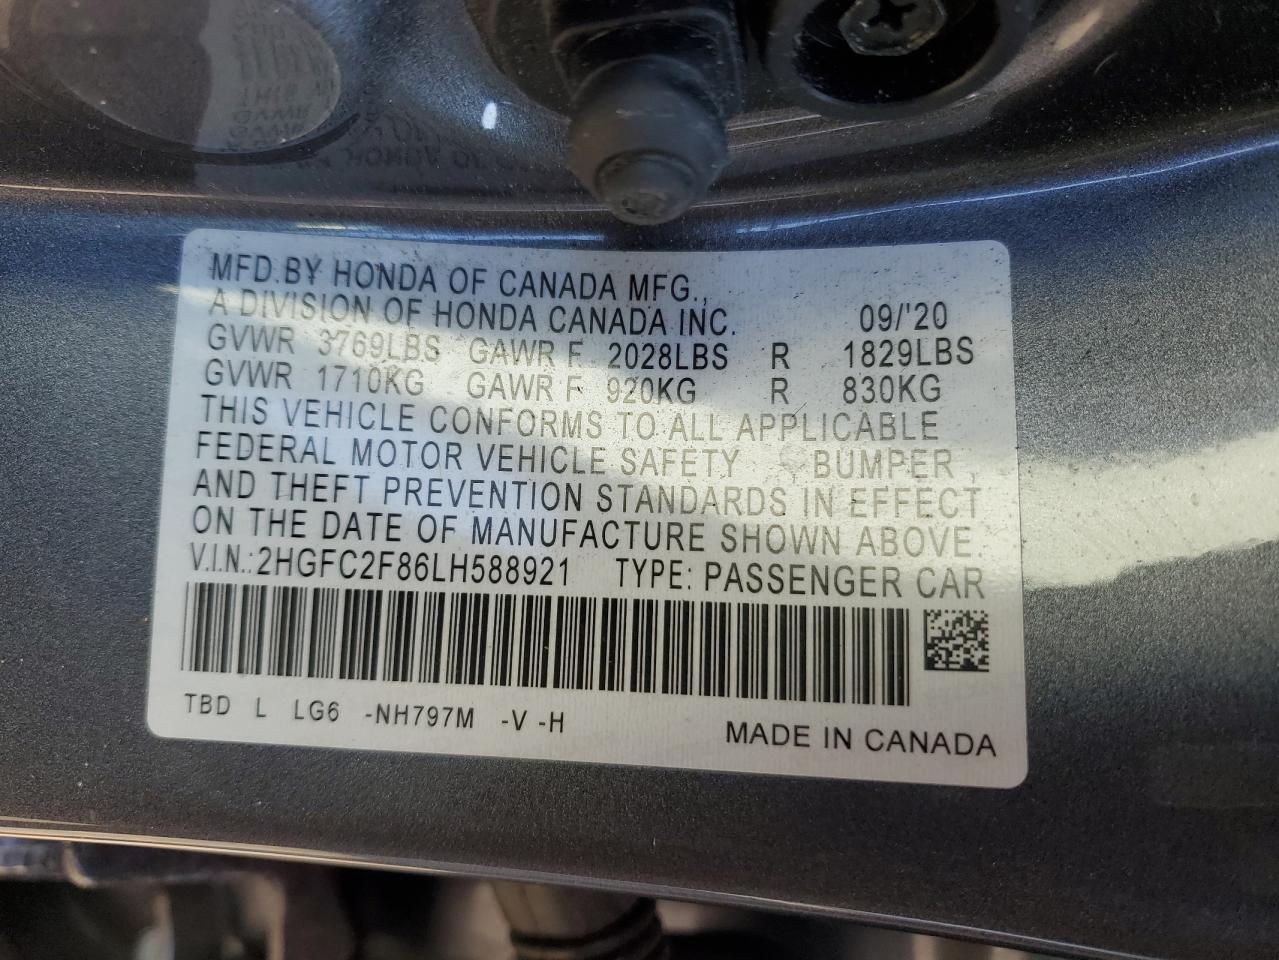 MFD.BY HONDA OF CANADA MFG.,
A DIVISION OF HONDA CANADA INC. 09/'20
GVWR 3769LBS GAWR F 2028LBS R 1829LBS
GVWR 1710KG GAWR F 920KG R 830KG
THIS VEHICLE CONFORMS TO ALL APPLICABLE
FEDERAL MOTOR VEHICLE SAFETY , BUMPER ,
AND THEFT PREVENTION STANDARDS IN EFFECT
ON THE DATE OF MANUFACTURE SHOWN ABOVE.
V.I.N.:2HGFC2F86LH588921 TYPE: PASSENGER CAR
TBD L LG6 -NH797M -V -H
MADE IN CANADA